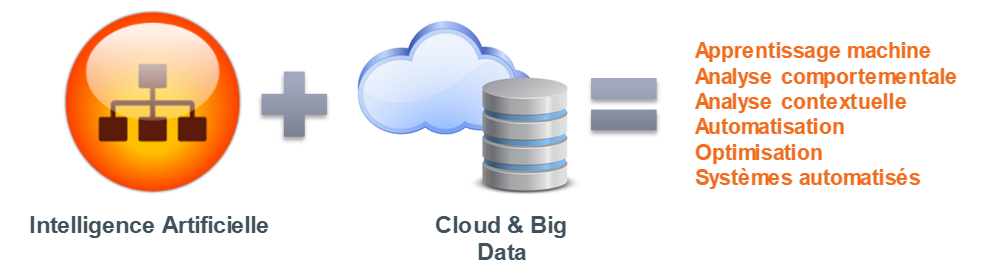 Apprentissage machine
Analyse comportementale
Analyse contextuelle
Automatisation
Optimisation
Systèmes automatisés
Intelligence Artificielle
Cloud & Big
Data